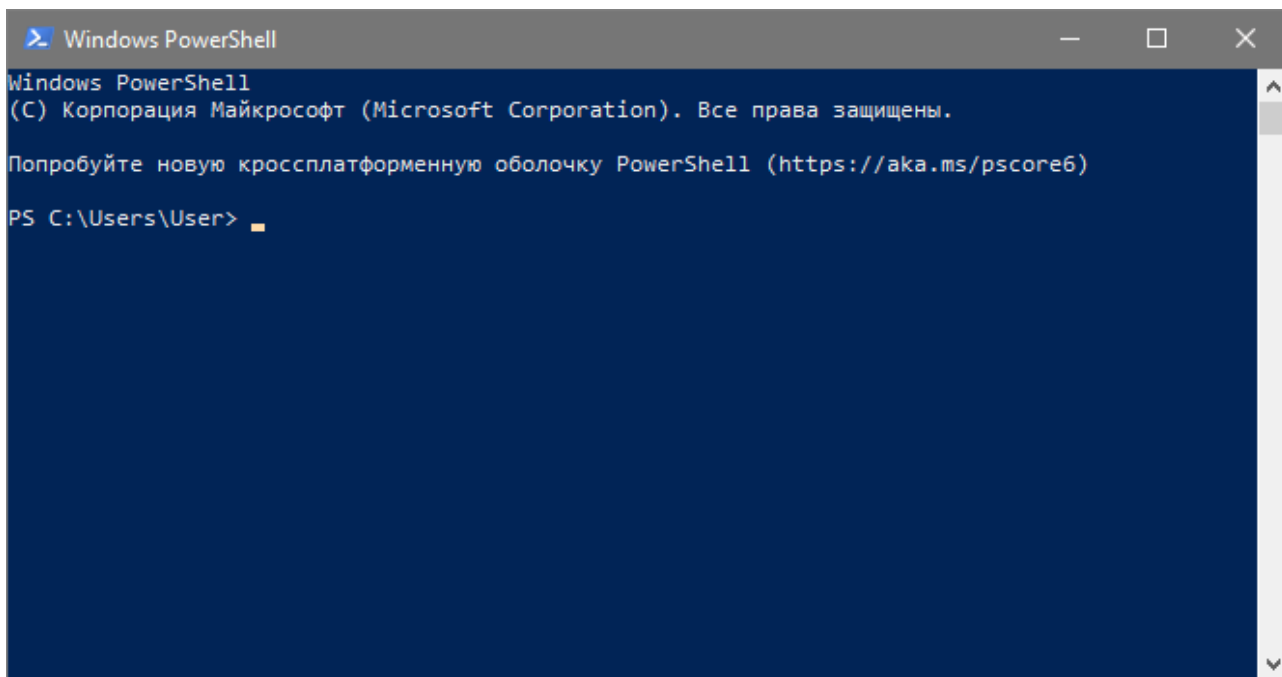 Windows PowerShell
Windows PowerShell
(C) Корпорация Майкрософт (Microsoft Corporation). Все права защищены.
Попробуйте новую кроссплатформенную оболочку PowerShell (https://aka.ms/pscore6)
PS C:\Users\User>